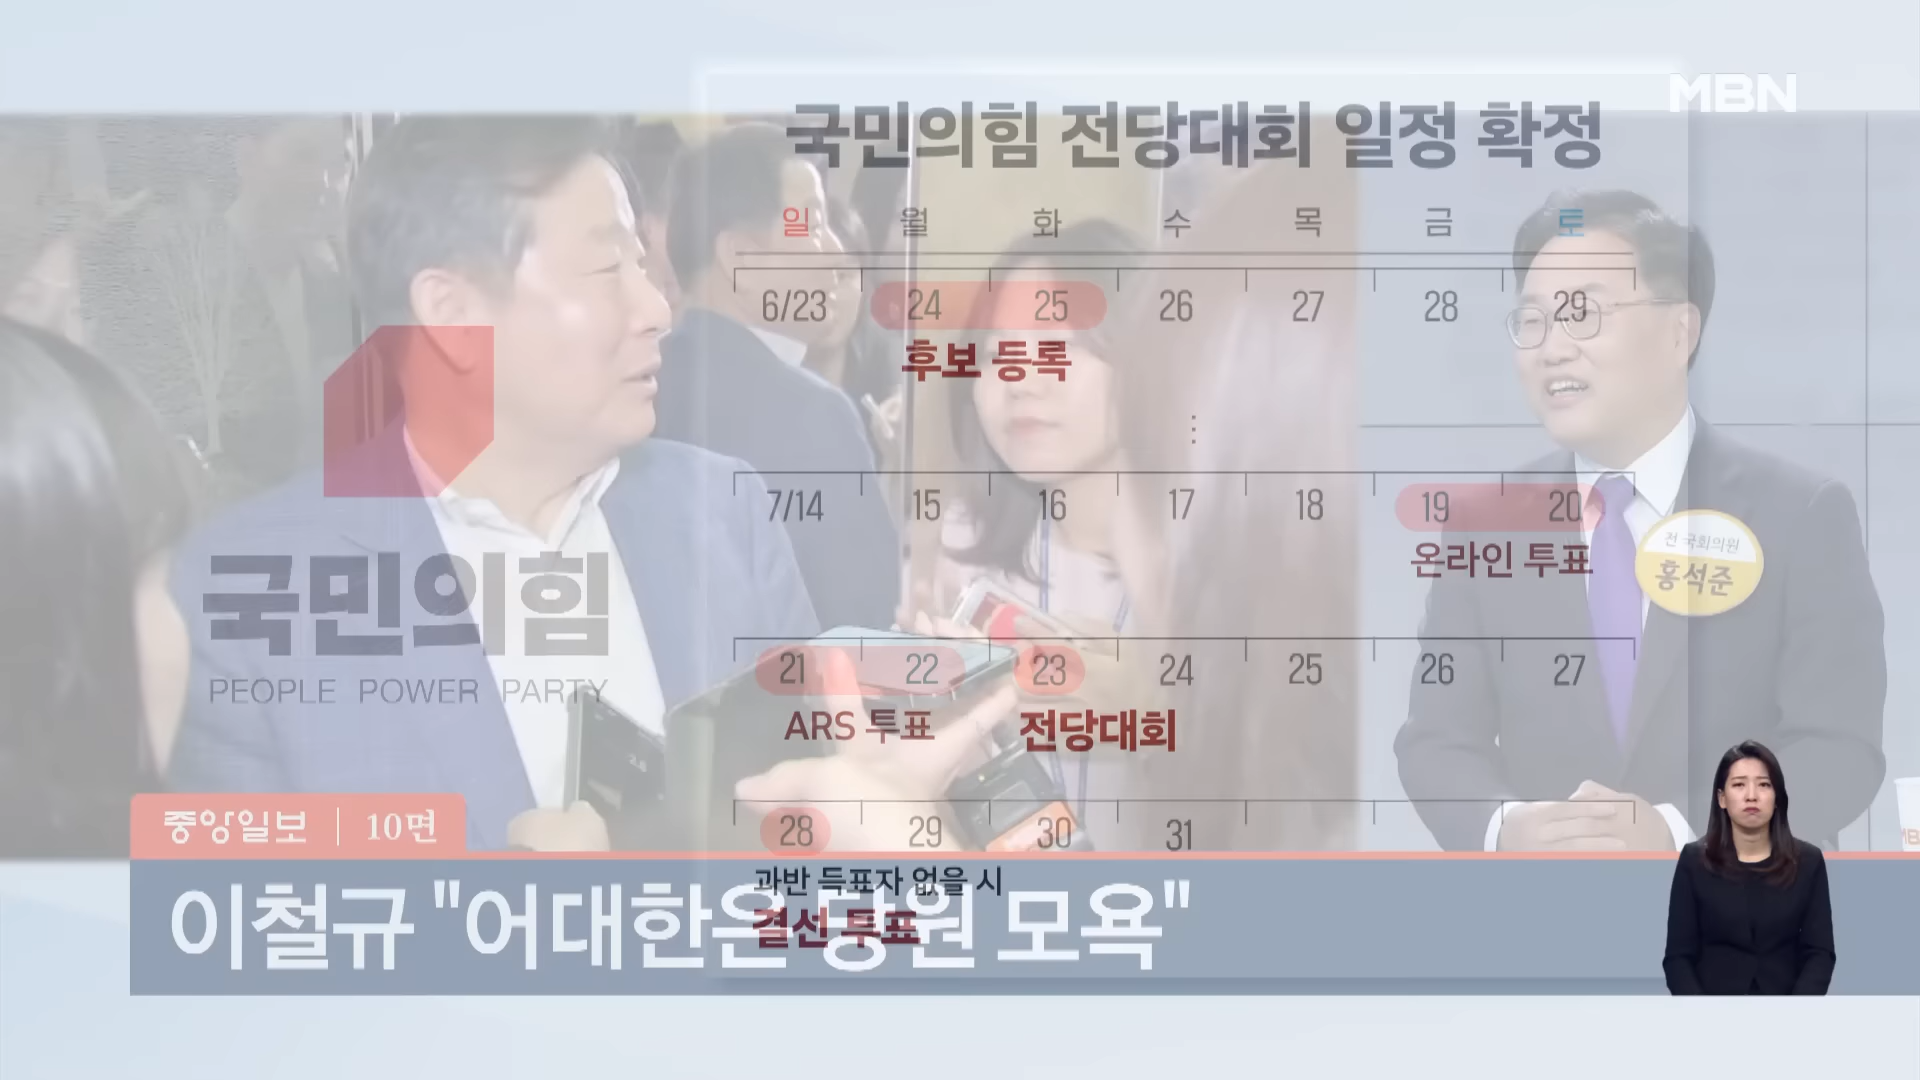 MBN
국민의힘 전당대회 일정 확정
일 월 화 수 목 금 토
6/23 24 25 26 27 28 29
후보 등록
7/14 15 16 17 18 19 20
온라인 투표
전 국회의원
홍석준
국민의힘
PEOPLE POWER PARTY
21 22 23 24 25 26 27
ARS 투표 전당대회
28 29 30 31
과반 득표자 없을 시
결선 투표
중앙일보 | 10면
이철규 "어대한은 당원 모욕"